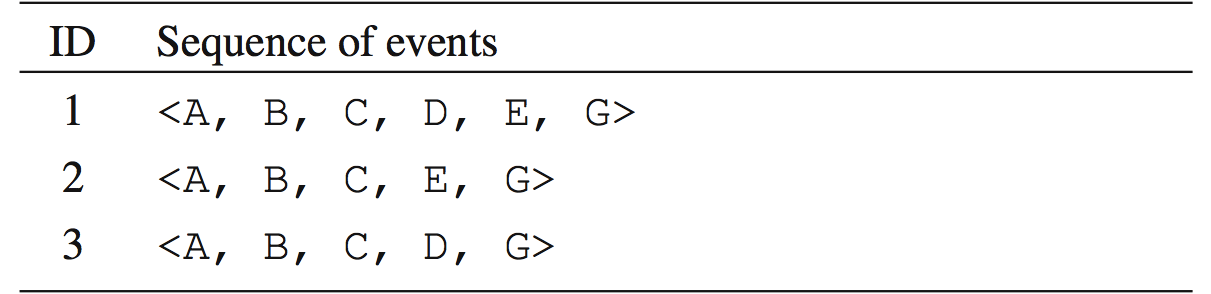 ID Sequence of events
1 <A, B, C, D, E, G>
2 <A, B, C, E, G>
3 <A, B, C, D, G>